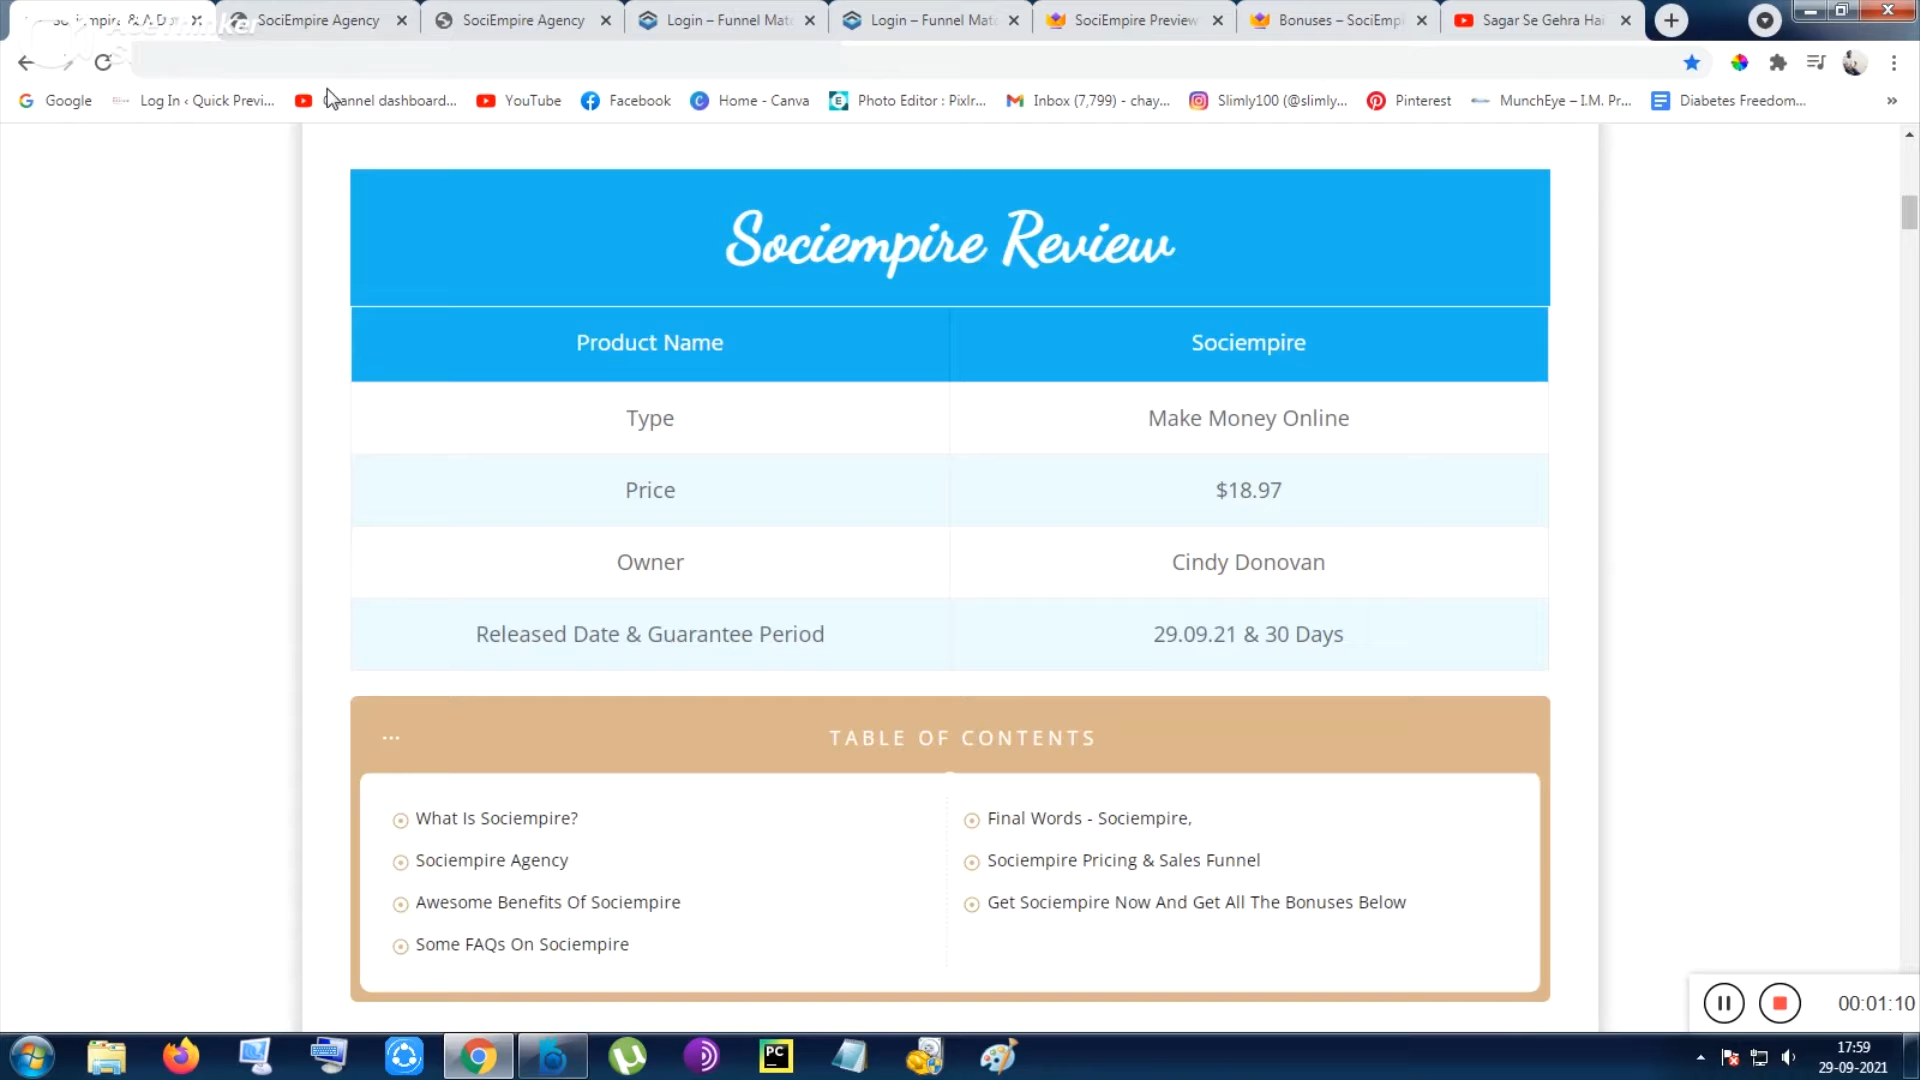 SociEmpire Agency
SociEmpire Agency
Login – Funnel Mat
Login – Funnel Mat
SociEmpire Preview
Bonuses – SociEmpi
Sagar Se Gehra Hai
Google
Log In ‹ Quick Previ...
Channel dashboard...
YouTube
Facebook
Home - Canva
Photo Editor : Pixlr...
Inbox (7,799) - chay...
Slimly100 (@slimly...
Pinterest
MunchEye – I.M. Pr...
Diabetes Freedom...
»
Sociempire Review
Product Name
Sociempire
Type
Make Money Online
Price
$18.97
Owner
Cindy Donovan
Released Date & Guarantee Period
29.09.21 & 30 Days
TABLE OF CONTENTS
What Is Sociempire?
Sociempire Agency
Awesome Benefits Of Sociempire
Some FAQs On Sociempire
Final Words - Sociempire,
Sociempire Pricing & Sales Funnel
Get Sociempire Now And Get All The Bonuses Below
00:01:10
PC
17:59
29-09-2021